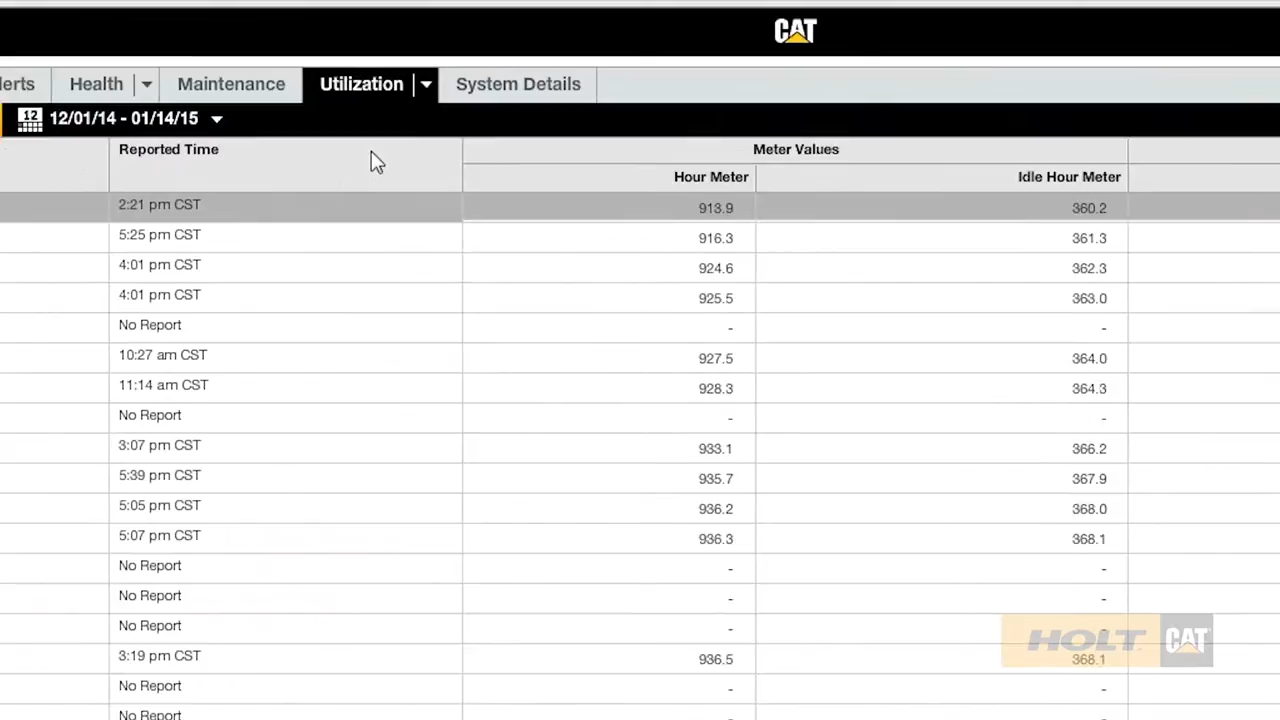 CAT
Health Maintenance Utilization System Details
12 12/01/14 - 01/14/15
Reported Time Meter Values
Hour Meter Idle Hour Meter
2:21 pm CST 913.9 360.2
5:25 pm CST 916.3 361.3
4:01 pm CST 924.6 362.3
4:01 pm CST 925.5 363.0
No Report - -
10:27 am CST 927.5 364.0
11:14 am CST 928.3 364.3
No Report - -
3:07 pm CST 933.1 366.2
5:39 pm CST 935.7 367.9
5:05 pm CST 936.2 368.0
5:07 pm CST 936.3 368.1
No Report - -
No Report - -
No Report - -
HOLT CAT
3:19 pm CST 936.5 368.1
No Report - -
No Report